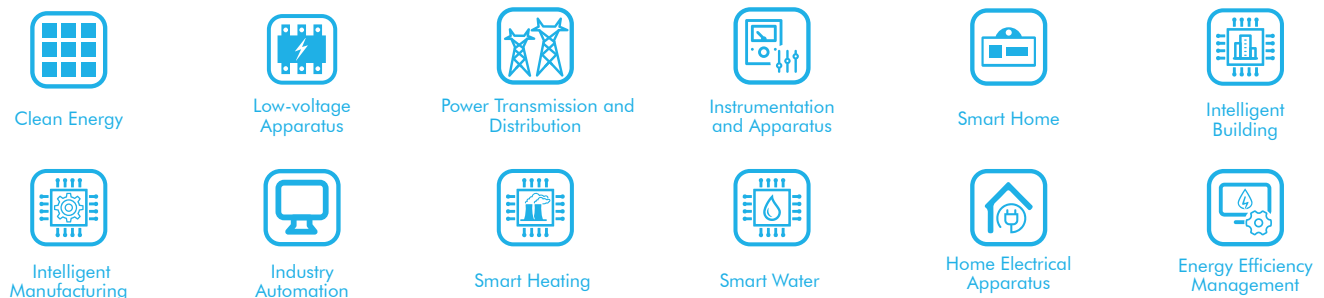 Clean Energy
Low-voltage
Apparatus
Power Transmission and
Distribution
Instrumentation
and Apparatus
Smart Home
Intelligent
Building
Intelligent
Manufacturing
Industry
Automation
Smart Heating
Smart Water
Home Electrical
Apparatus
Energy Efficiency
Management